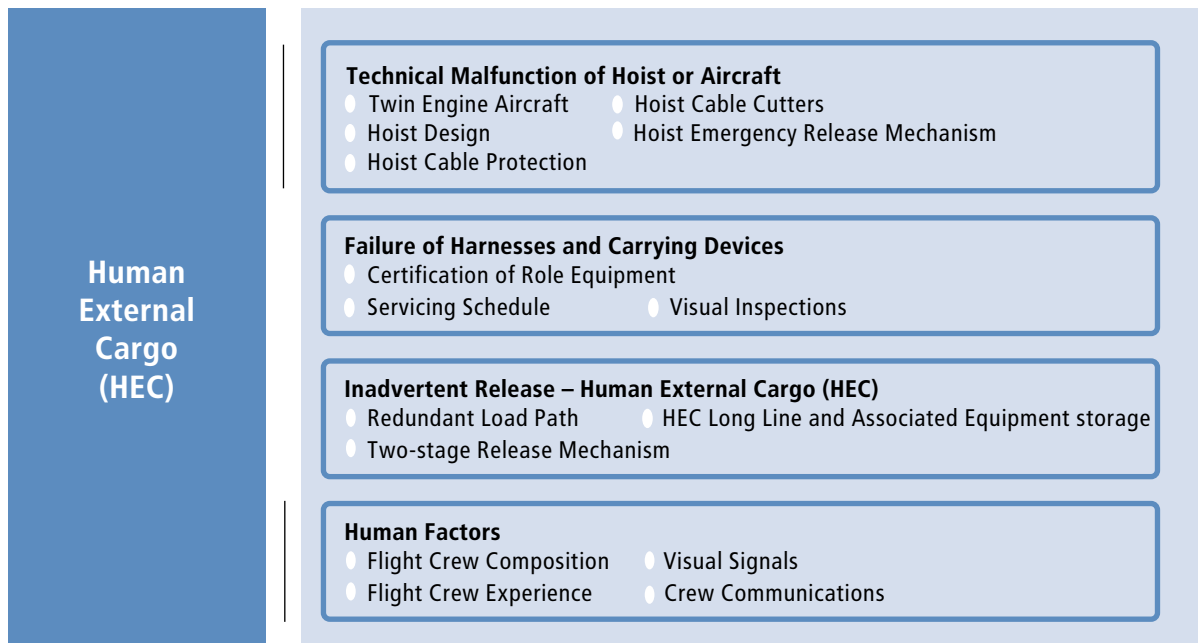 Human
External
Cargo
(HEC)
Technical Malfunction of Hoist or Aircraft
Twin Engine Aircraft
Hoist Cable Cutters
Hoist Design
Hoist Emergency Release Mechanism
Hoist Cable Protection
Failure of Harnesses and Carrying Devices
Certification of Role Equipment
Servicing Schedule
Visual Inspections
Inadvertent Release – Human External Cargo (HEC)
Redundant Load Path
HEC Long Line and Associated Equipment storage
Two-stage Release Mechanism
Human Factors
Flight Crew Composition
Visual Signals
Flight Crew Experience
Crew Communications